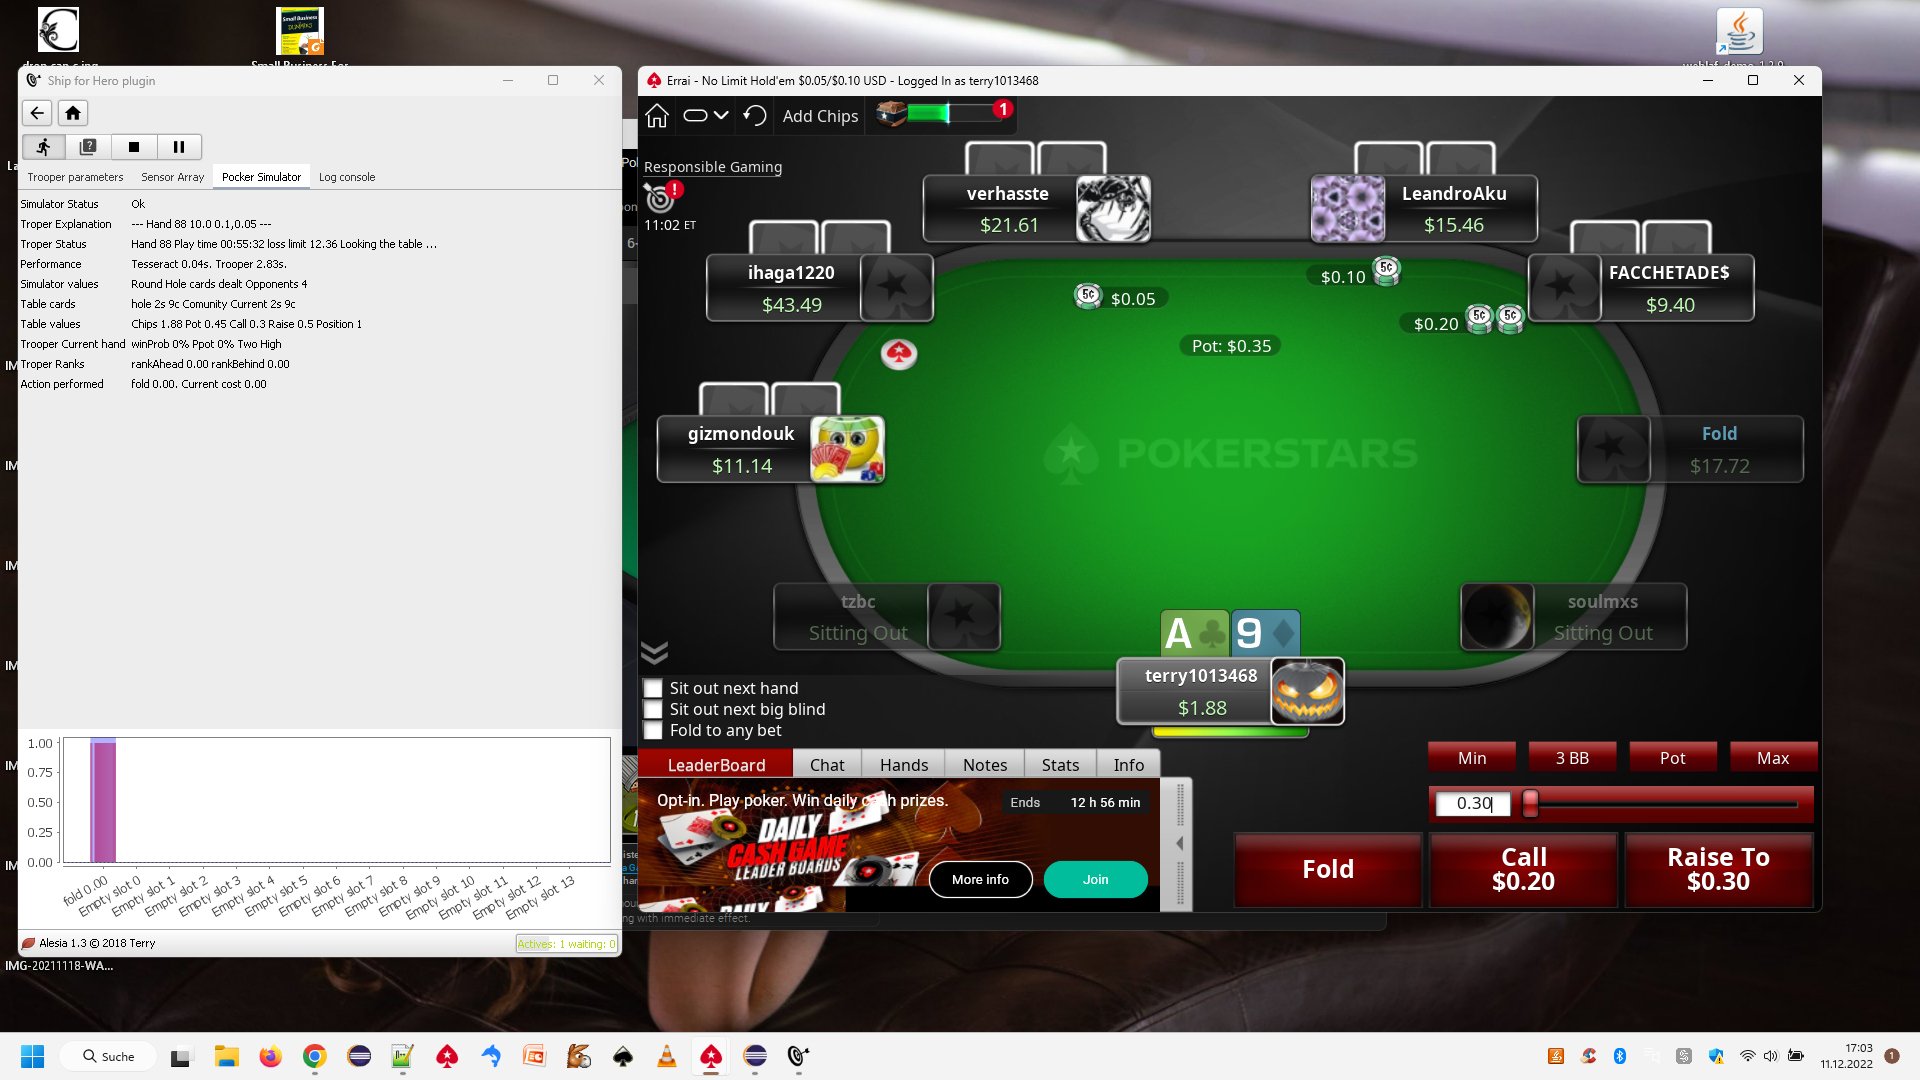 Small Business
DUMMIES
Ship for Hero plugin
Trooper parameters
Sensor Array
Pocker Simulator
Log console
Simulator Status Ok
Troper Explanation --- Hand 88 10.0 0.1,0.05 ---
Troper Status Hand 88 Play time 00:55:32 loss limit 12.36 Looking the table ...
Performance Tesseract 0.04s. Trooper 2.83s.
Simulator values Round Hole cards dealt Opponents 4
Table cards hole 2s 9c Comunity Current 2s 9c
Table values Chips 1.88 Pot 0.45 Call 0.3 Raise 0.5 Position 1
Trooper Current hand winProb 0% Ppot 0% Two High
Troper Ranks rankAhead 0.00 rankBehind 0.00
Action performed fold 0.00. Current cost 0.00
1.00
0.75
0.50
0.25
0.00
fold 0.00
Empty slot 0
Empty slot 1
Empty slot 2
Empty slot 3
Empty slot 4
Empty slot 5
Empty slot 6
Empty slot 7
Empty slot 8
Empty slot 9
Empty slot 10
Empty slot 11
Empty slot 12
Empty slot 13
Alesia 1.3 © 2018 Terry
Actives: 1 waiting: 0
IMG-20211118-WA...
Errai - No Limit Hold'em $0.05/$0.10 USD - Logged In as terry1013468
Add Chips
1
Responsible Gaming
11:02 ET
verhasste
$21.61
LeandroAku
$15.46
ihaga1220
$43.49
FACCHETADE$
$9.40
5¢ $0.05
$0.10 5¢
$0.20 5¢ 5¢
Pot: $0.35
gizmondouk
$11.14
POKERSTARS
Fold
$17.72
tzbc
Sitting Out
soulmxs
Sitting Out
A 9
terry1013468
$1.88
Sit out next hand
Sit out next big blind
Fold to any bet
LeaderBoard
Chat
Hands
Notes
Stats
Info
Opt-in. Play poker. Win daily cash prizes.
Ends 12 h 56 min
DAILY
CASH GAME
LEADER BOARDS
More info
Join
ng with immediate effect.
Min
3 BB
Pot
Max
0.30
Fold
Call
$0.20
Raise To
$0.30
Suche
17:03
11.12.2022
1